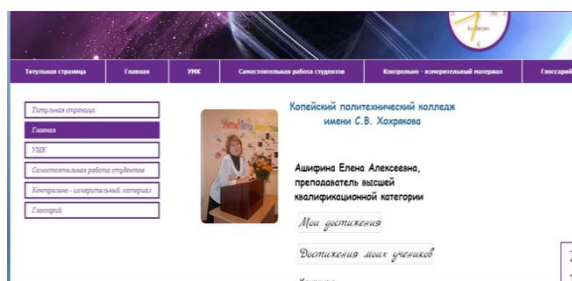 Титульная страница
Главная
УМК
Самостоятельная работа студентов
Контрольно - измерительный материал
Глоссарий
Титульная страница
Главная
УМК
Самостоятельная работа студентов
Контрольно - измерительный материал
Глоссарий
Копейский политехнический колледж
имени С.В. Хохрякова
Ашифина Елена Алексеевна,
преподаватель высшей
квалификационной категории
Мои достижения
Достижения моих учеников